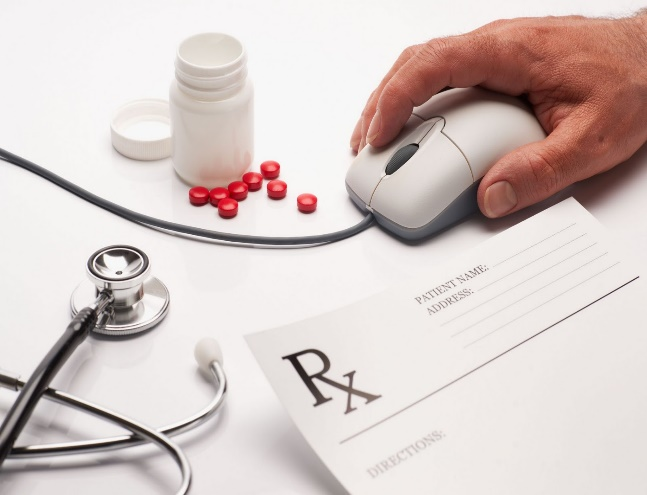 PATIENT NAME:
ADDRESS:
Rx
DIRECTIONS: